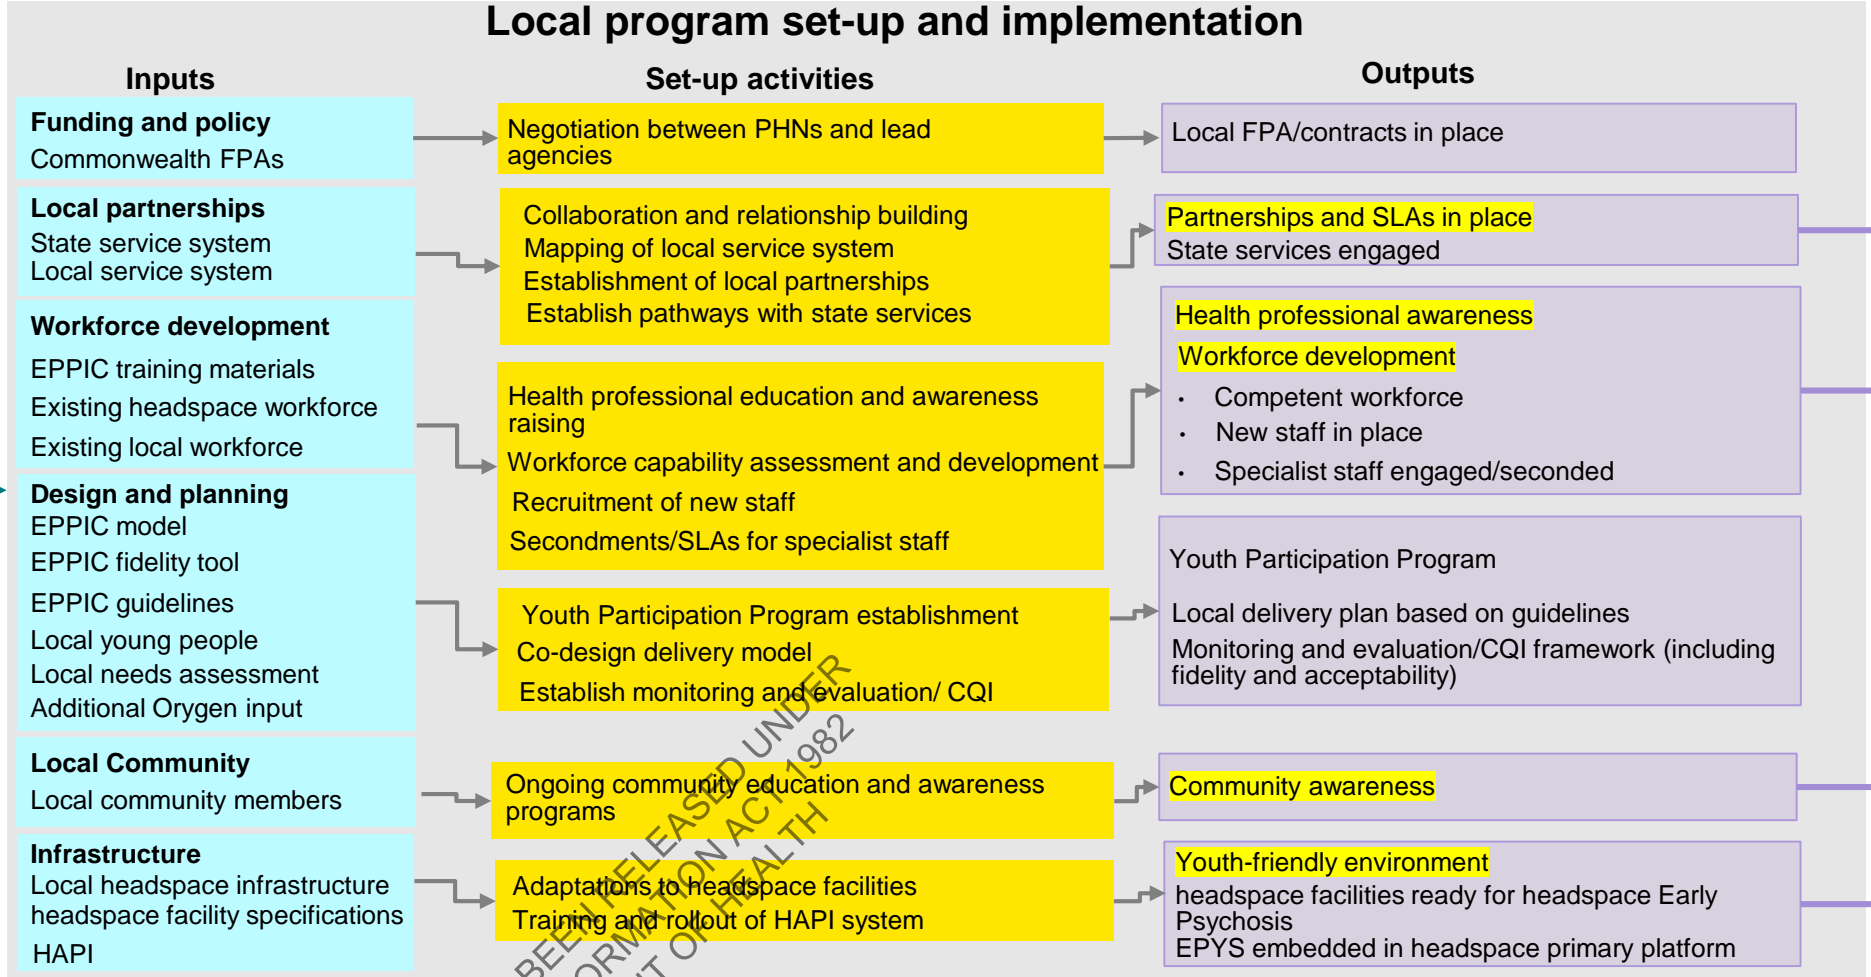 Local program set-up and implementation
Inputs
Set-up activities
Outputs
Funding and policy
Commonwealth FPAs
Negotiation between PHNs and lead
agencies
Local FPA/contracts in place
Local partnerships
State service system
Local service system
Collaboration and relationship building
Mapping of local service system
Establishment of local partnerships
Establish pathways with state services
Partnerships and SLAs in place
State services engaged
Workforce development
EPPIC training materials
Existing headspace workforce
Existing local workforce
Health professional education and awareness
raising
Workforce capability assessment and development
Recruitment of new staff
Secondments/SLAs for specialist staff
Health professional awareness
Workforce development
• Competent workforce
• New staff in place
• Specialist staff engaged/seconded
Design and planning
EPPIC model
EPPIC fidelity tool
EPPIC guidelines
Local young people
Local needs assessment
Additional Orygen input
Youth Participation Program establishment
Co-design delivery model
Establish monitoring and evaluation/ CQI
Youth Participation Program
Local delivery plan based on guidelines
Monitoring and evaluation/CQI framework (including
fidelity and acceptability)
Local Community
Local community members
Ongoing community education and awareness
programs
Community awareness
Infrastructure
Local headspace infrastructure
headspace facility specifications
HAPI
Adaptations to headspace facilities
Training and rollout of HAPI system
Youth-friendly environment
headspace facilities ready for headspace Early
Psychosis
EPYS embedded in headspace primary platform
BEEN RELEASED UNDER
ACT 1982
OF HEALTH